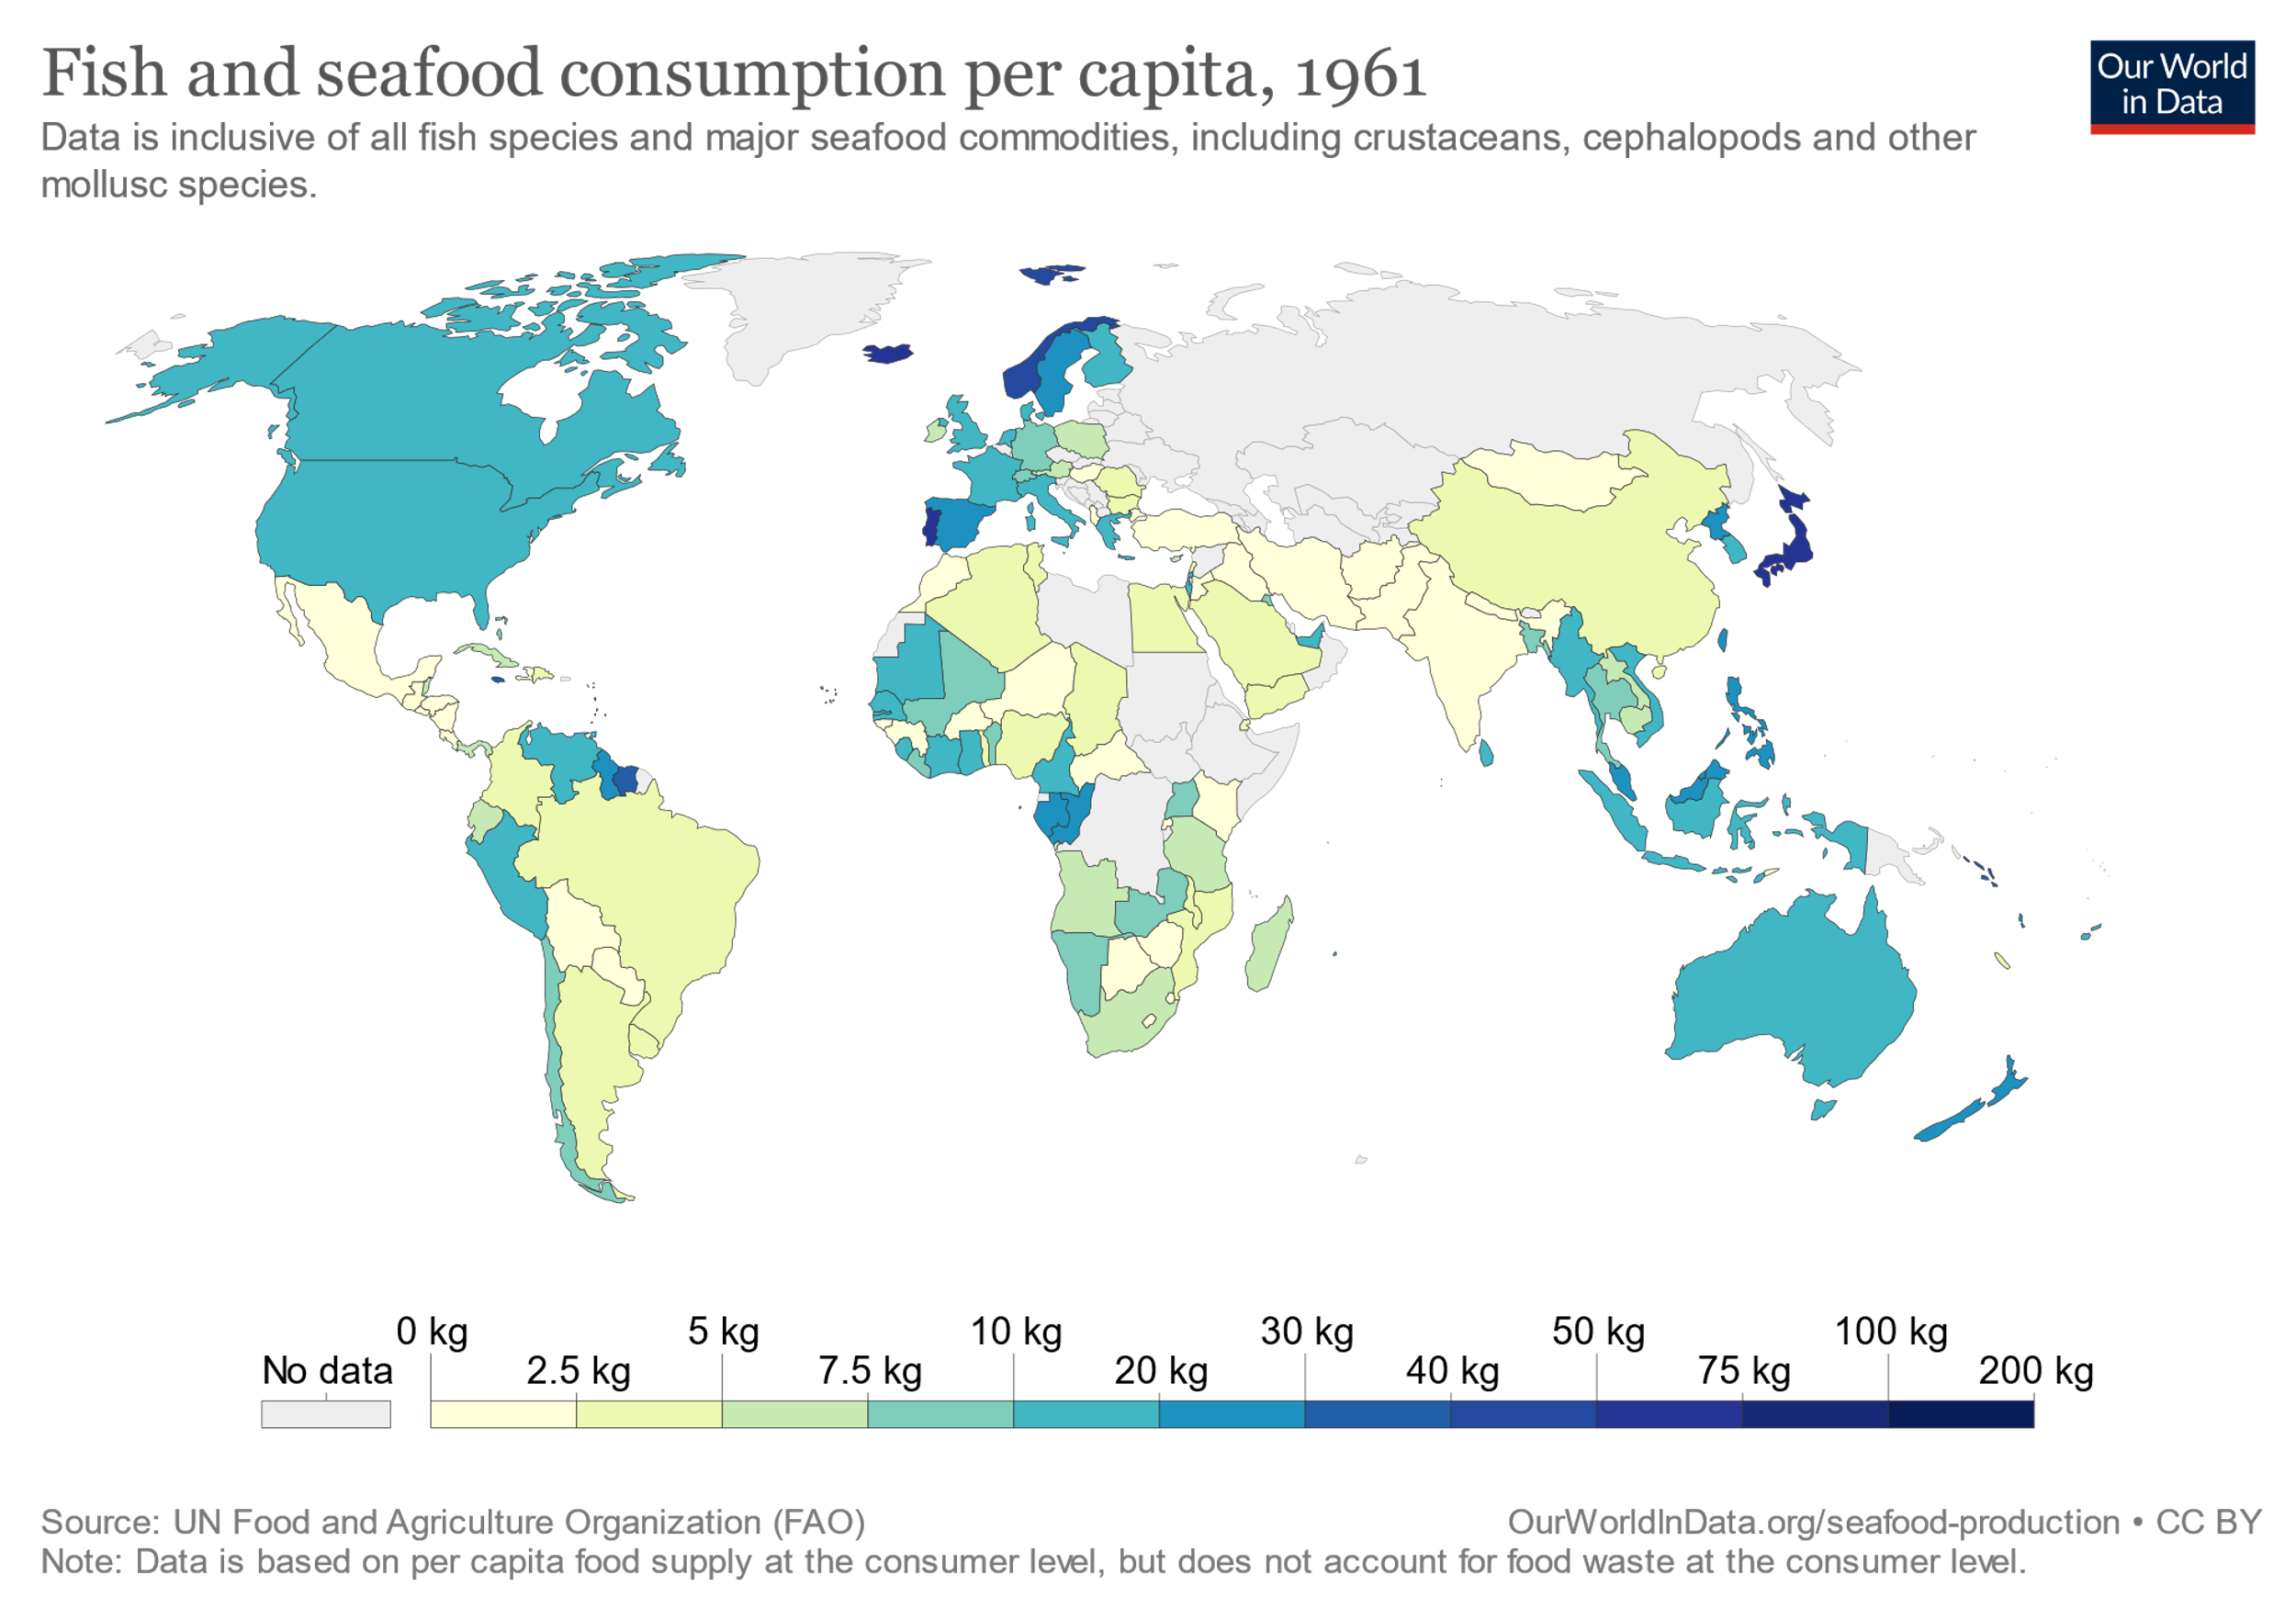 Fish and seafood consumption per capita, 1961
Our World
in Data
Data is inclusive of all fish species and major seafood commodities, including crustaceans, cephalopods and other
mollusc species.
0 kg 5 kg 10 kg 30 kg 50 kg 100 kg
No data 2.5 kg 7.5 kg 20 kg 40 kg 75 kg 200 kg
Source: UN Food and Agriculture Organization (FAO)
OurWorldInData.org/seafood-production • CC BY
Note: Data is based on per capita food supply at the consumer level, but does not account for food waste at the consumer level.